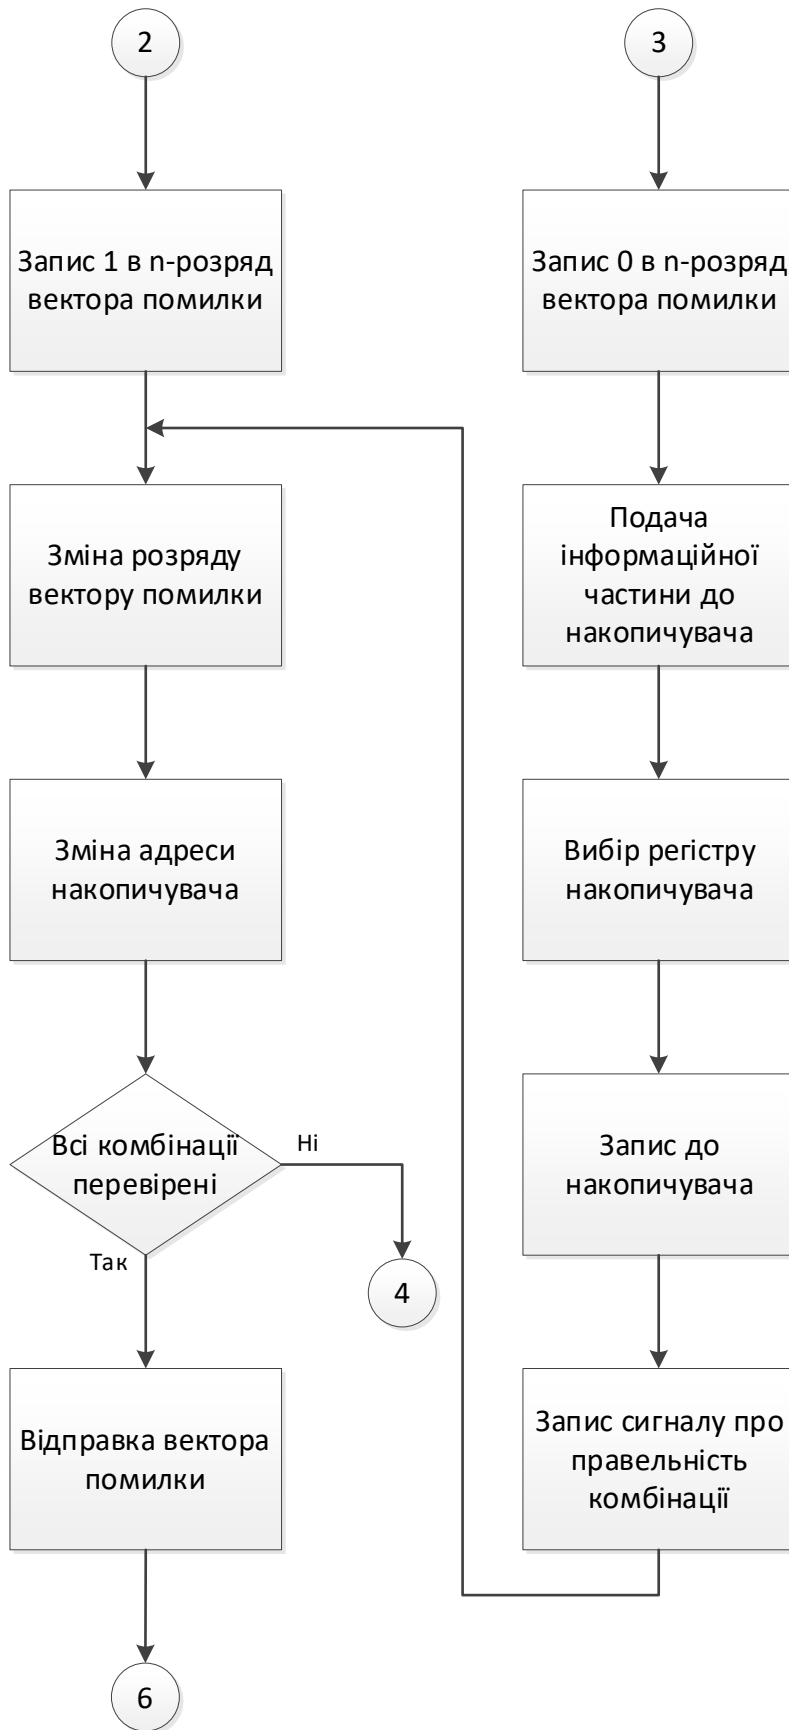 2
Запис 1 в n-розряд
вектора помилки
Зміна розряду
вектору помилки
Зміна адреси
накопичувача
Всі комбінації
перевірені
Ні
Так
4
Відправка вектора
помилки
6
3
Запис 0 в n-розряд
вектора помилки
Подача
інформаційної
частини до
накопичувача
Вибір регістру
накопичувача
Запис до
накопичувача
Запис сигналу про
правельність
комбінації